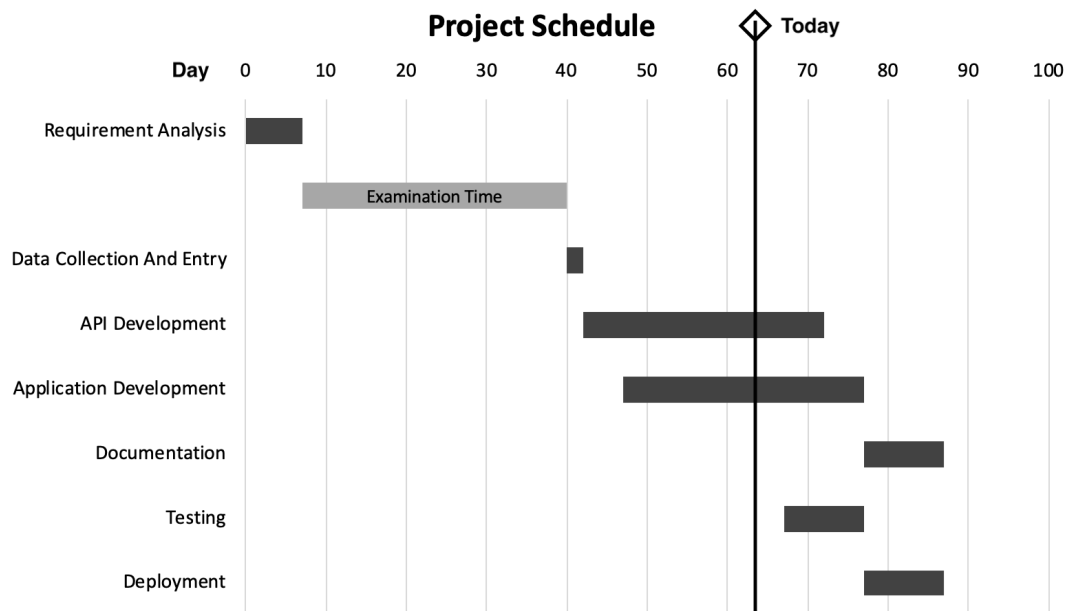 Project Schedule
Today
Day 0 10 20 30 40 50 60 70 80 90 100
Requirement Analysis
Examination Time
Data Collection And Entry
API Development
Application Development
Documentation
Testing
Deployment